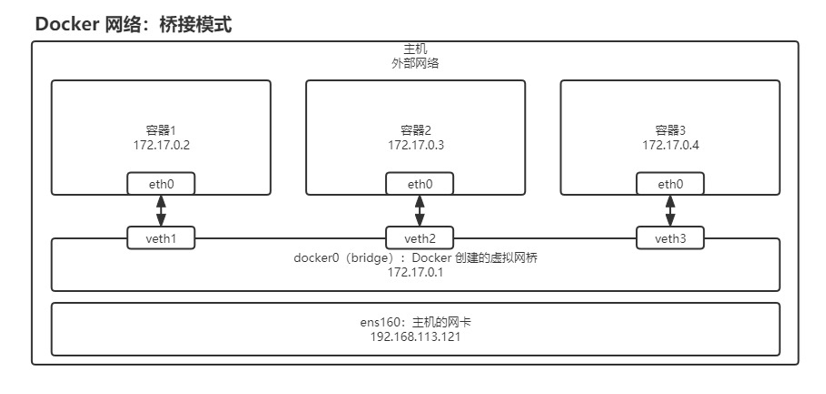 Docker 网络：桥接模式
主机
外部网络
容器1
172.17.0.2
容器2
172.17.0.3
容器3
172.17.0.4
eth0
eth0
eth0
veth1
veth2
veth3
docker0（bridge）：Docker 创建的虚拟网桥
172.17.0.1
ens160：主机的网卡
192.168.113.121